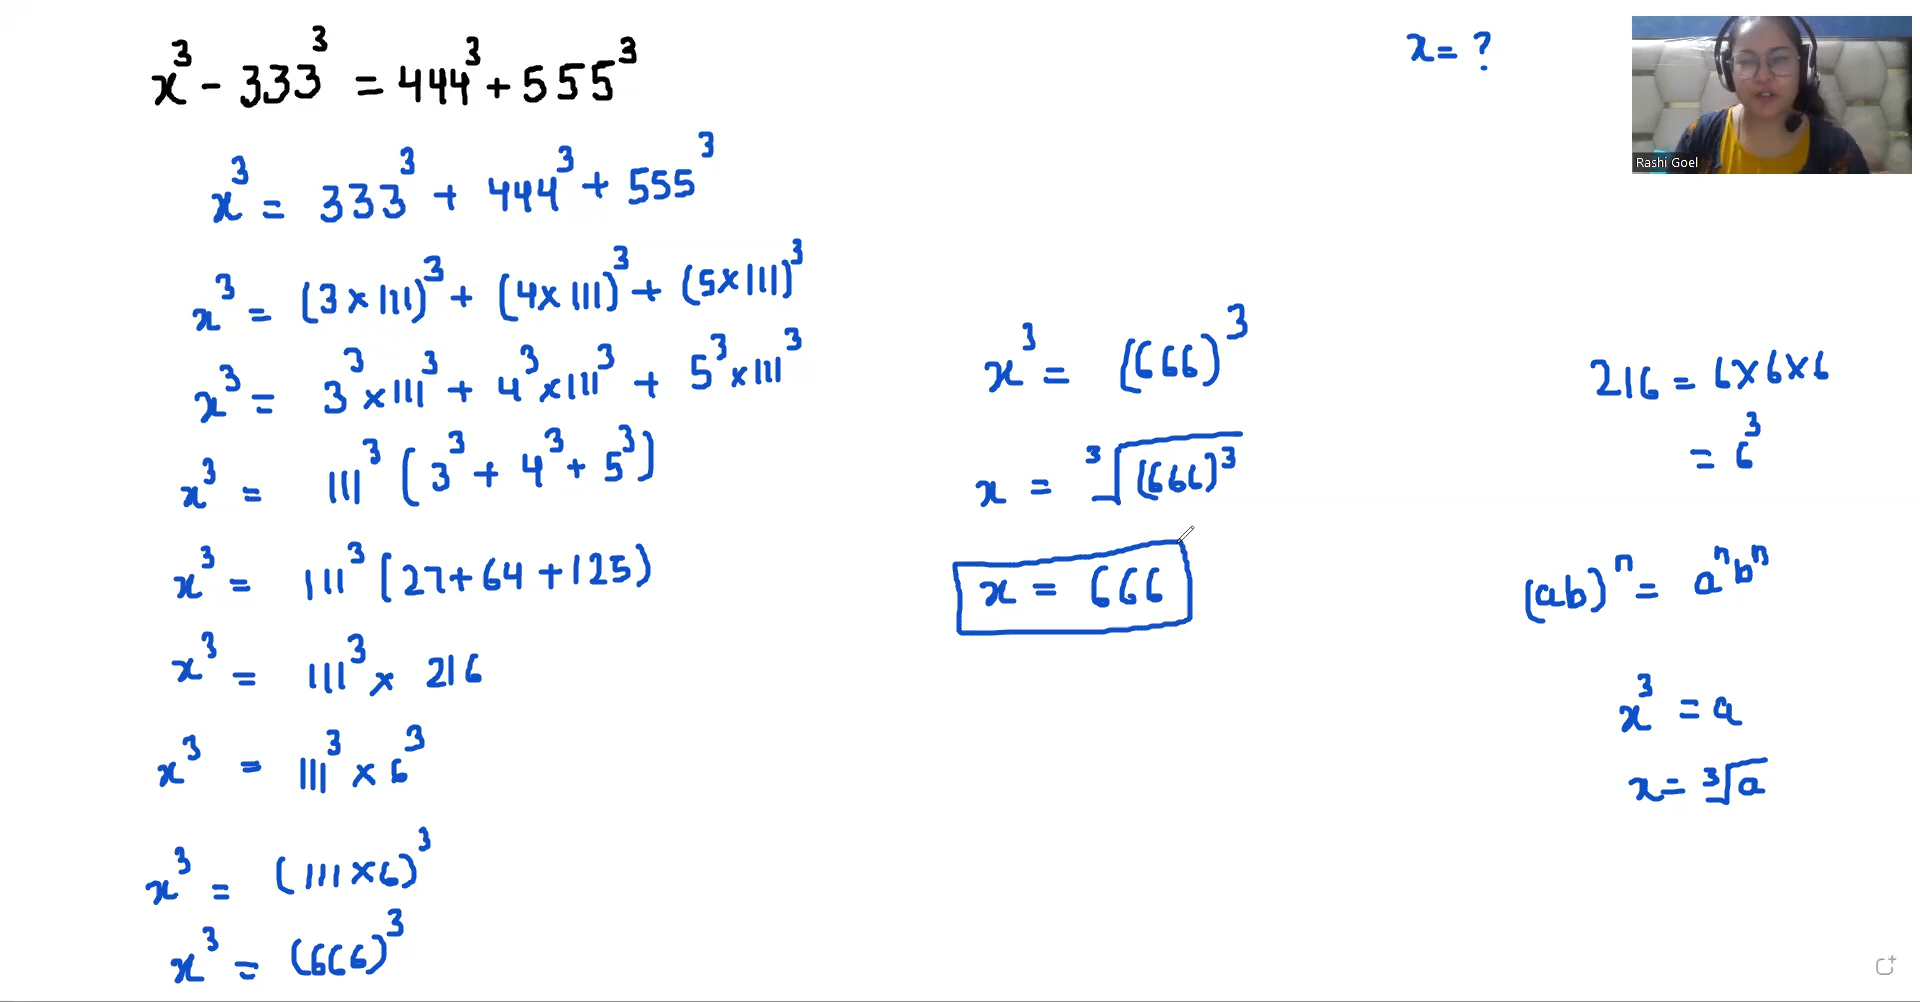 x³ - 333³ = 444³ + 555³
x³ = 333³ + 444³ + 555³
x³ = (3 × 111)³ + (4 × 111)³ + (5 × 111)³
x³ = 3³ × 111³ + 4³ × 111³ + 5³ × 111³
x³ = 111³ (3³ + 4³ + 5³)
x³ = 111³ (27 + 64 + 125)
x³ = 111³ × 216
x³ = 111³ × 6³
x³ = (111 × 6)³
x³ = (666)³
x³ = (666)³
x = ³√(666)³
x = 666
x = ?
Rashi Goel
216 = 6 × 6 × 6
= 6³
(ab)ⁿ = aⁿbⁿ
x³ = a
x = ³√a